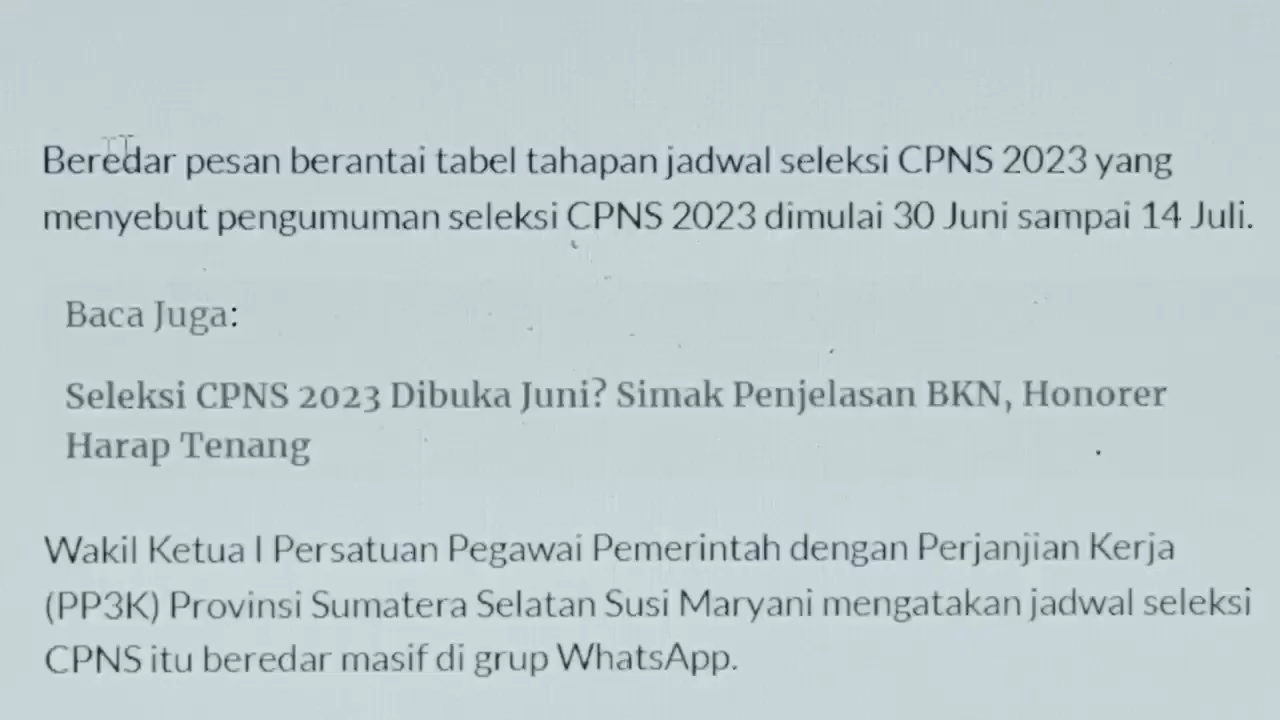 Beredar pesan berantai tabel tahapan jadwal seleksi CPNS 2023 yang
menyebut pengumuman seleksi CPNS 2023 dimulai 30 Juni sampai 14 Juli.
Baca Juga:
Seleksi CPNS 2023 Dibuka Juni? Simak Penjelasan BKN, Honorer
Harap Tenang
Wakil Ketua I Persatuan Pegawai Pemerintah dengan Perjanjian Kerja
(PP3K) Provinsi Sumatera Selatan Susi Maryani mengatakan jadwal seleksi
CPNS itu beredar masif di grup WhatsApp.